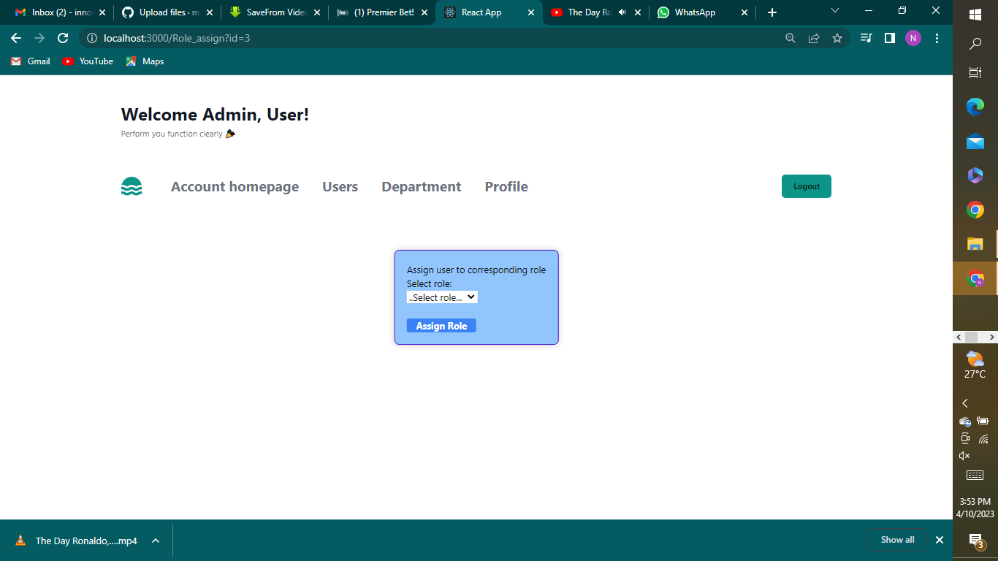 Inbox (2) - inno
Upload files · m
SaveFrom Vide
(1) Premier Bet!
React App
The Day Ro
WhatsApp
localhost:3000/Role_assign?id=3
Gmail
YouTube
Maps
N
Welcome Admin, User!
Perform you function clearly
Account homepage
Users
Department
Profile
Logout
Assign user to corresponding role
Select role:
..Select role...
Assign Role
27°C
3:53 PM
4/10/2023
3
The Day Ronaldo,....mp4
Show all